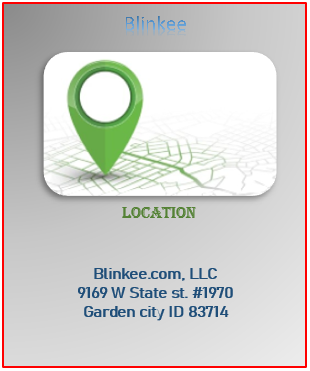 Blinkee
LOCATION
Blinkee.com, LLC
9169 W State st. #1970
Garden city ID 83714